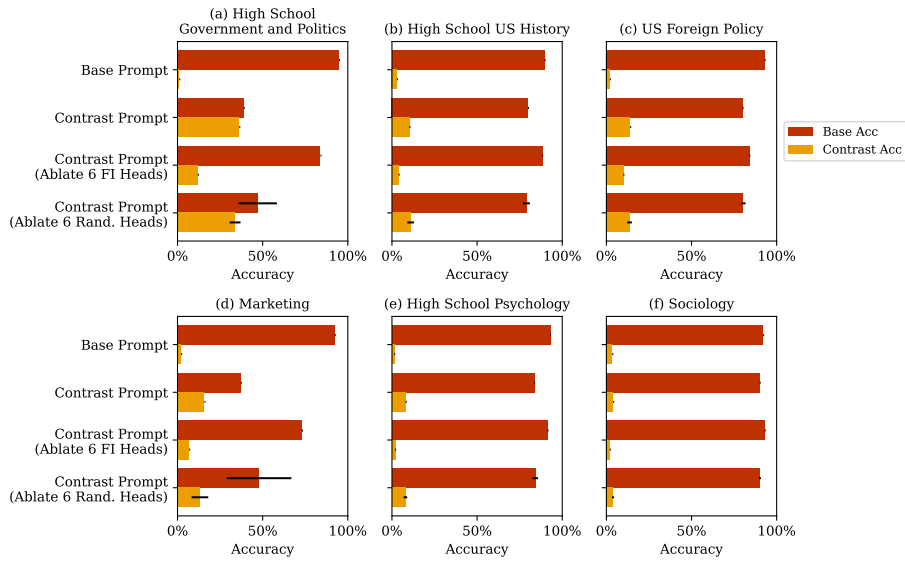 (a) High School
Government and Politics
(b) High School US History
(c) US Foreign Policy
Base Prompt
Contrast Prompt
Contrast Prompt
(Ablate 6 FI Heads)
Contrast Prompt
(Ablate 6 Rand. Heads)
0%
50%
100%
0%
50%
100%
0%
50%
100%
Accuracy
Accuracy
Accuracy
Base Acc
Contrast Acc
(d) Marketing
(e) High School Psychology
(f) Sociology
Base Prompt
Contrast Prompt
Contrast Prompt
(Ablate 6 FI Heads)
Contrast Prompt
(Ablate 6 Rand. Heads)
0%
50%
100%
0%
50%
100%
0%
50%
100%
Accuracy
Accuracy
Accuracy